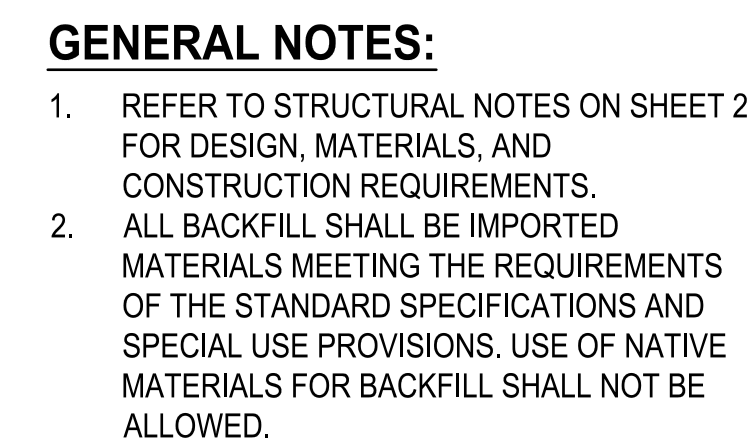 GENERAL NOTES:
1. REFER TO STRUCTURAL NOTES ON SHEET 2
FOR DESIGN, MATERIALS, AND
CONSTRUCTION REQUIREMENTS.
2. ALL BACKFILL SHALL BE IMPORTED
MATERIALS MEETING THE REQUIREMENTS
OF THE STANDARD SPECIFICATIONS AND
SPECIAL USE PROVISIONS. USE OF NATIVE
MATERIALS FOR BACKFILL SHALL NOT BE
ALLOWED.